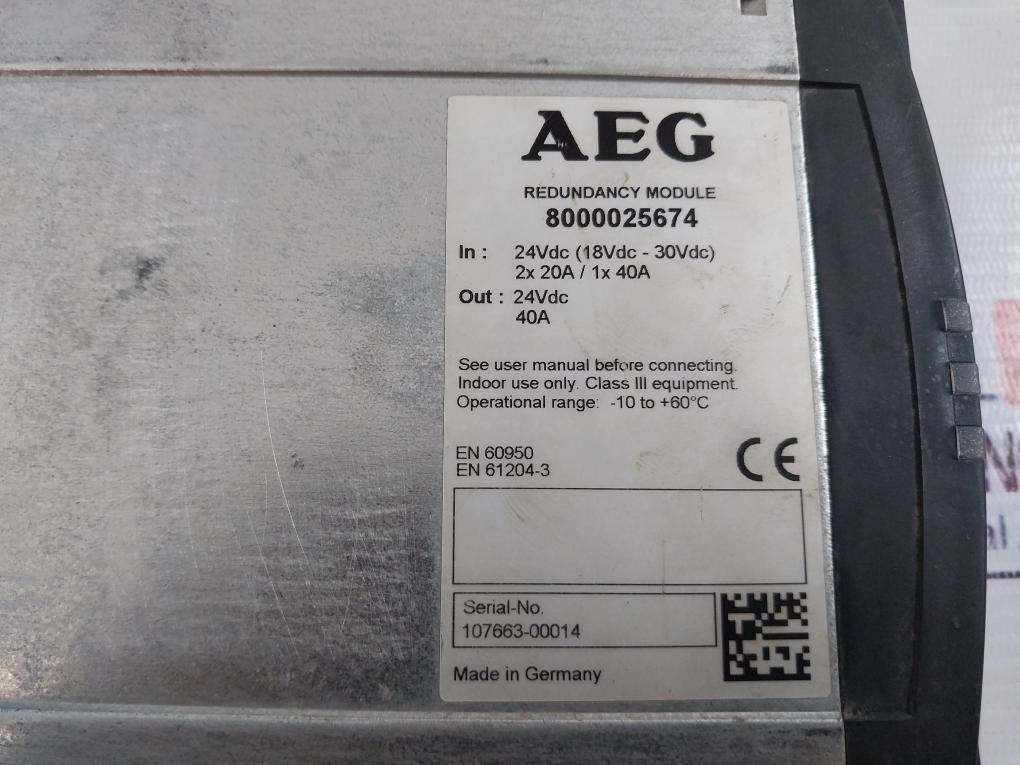 AEG
REDUNDANCY MODULE
8000025674
In : 24Vdc (18Vdc - 30Vdc)
2x 20A / 1x 40A
Out : 24Vdc
40A
See user manual before connecting.
Indoor use only. Class III equipment.
Operational range: -10 to +60°C
EN 60950
EN 61204-3
CE
Serial-No.
107663-00014
Made in Germany